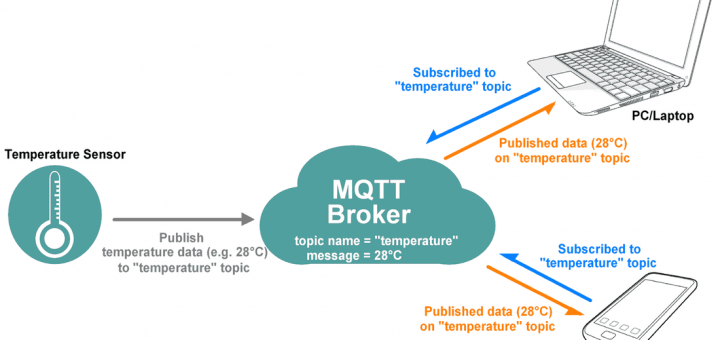 Subscribed to
"temperature" topic
PC/Laptop
Published data (28°C)
on "temperature" topic
Temperature Sensor
MQTT
Broker
topic name = "temperature"
message = 28°C
Publish
temperature data (e.g. 28°C)
to "temperature" topic
Subscribed to
"temperature" topic
Published data (28°C)
on "temperature" topic